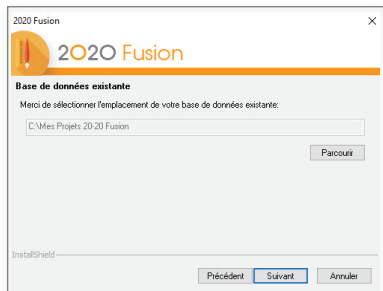 2020 Fusion
2020 Fusion
Base de données existante
Merci de sélectionner l'emplacement de votre base de données existante:
C:\Mes Projets 20-20 Fusion
Parcourir
InstallShield
Précédent Suivant Annuler